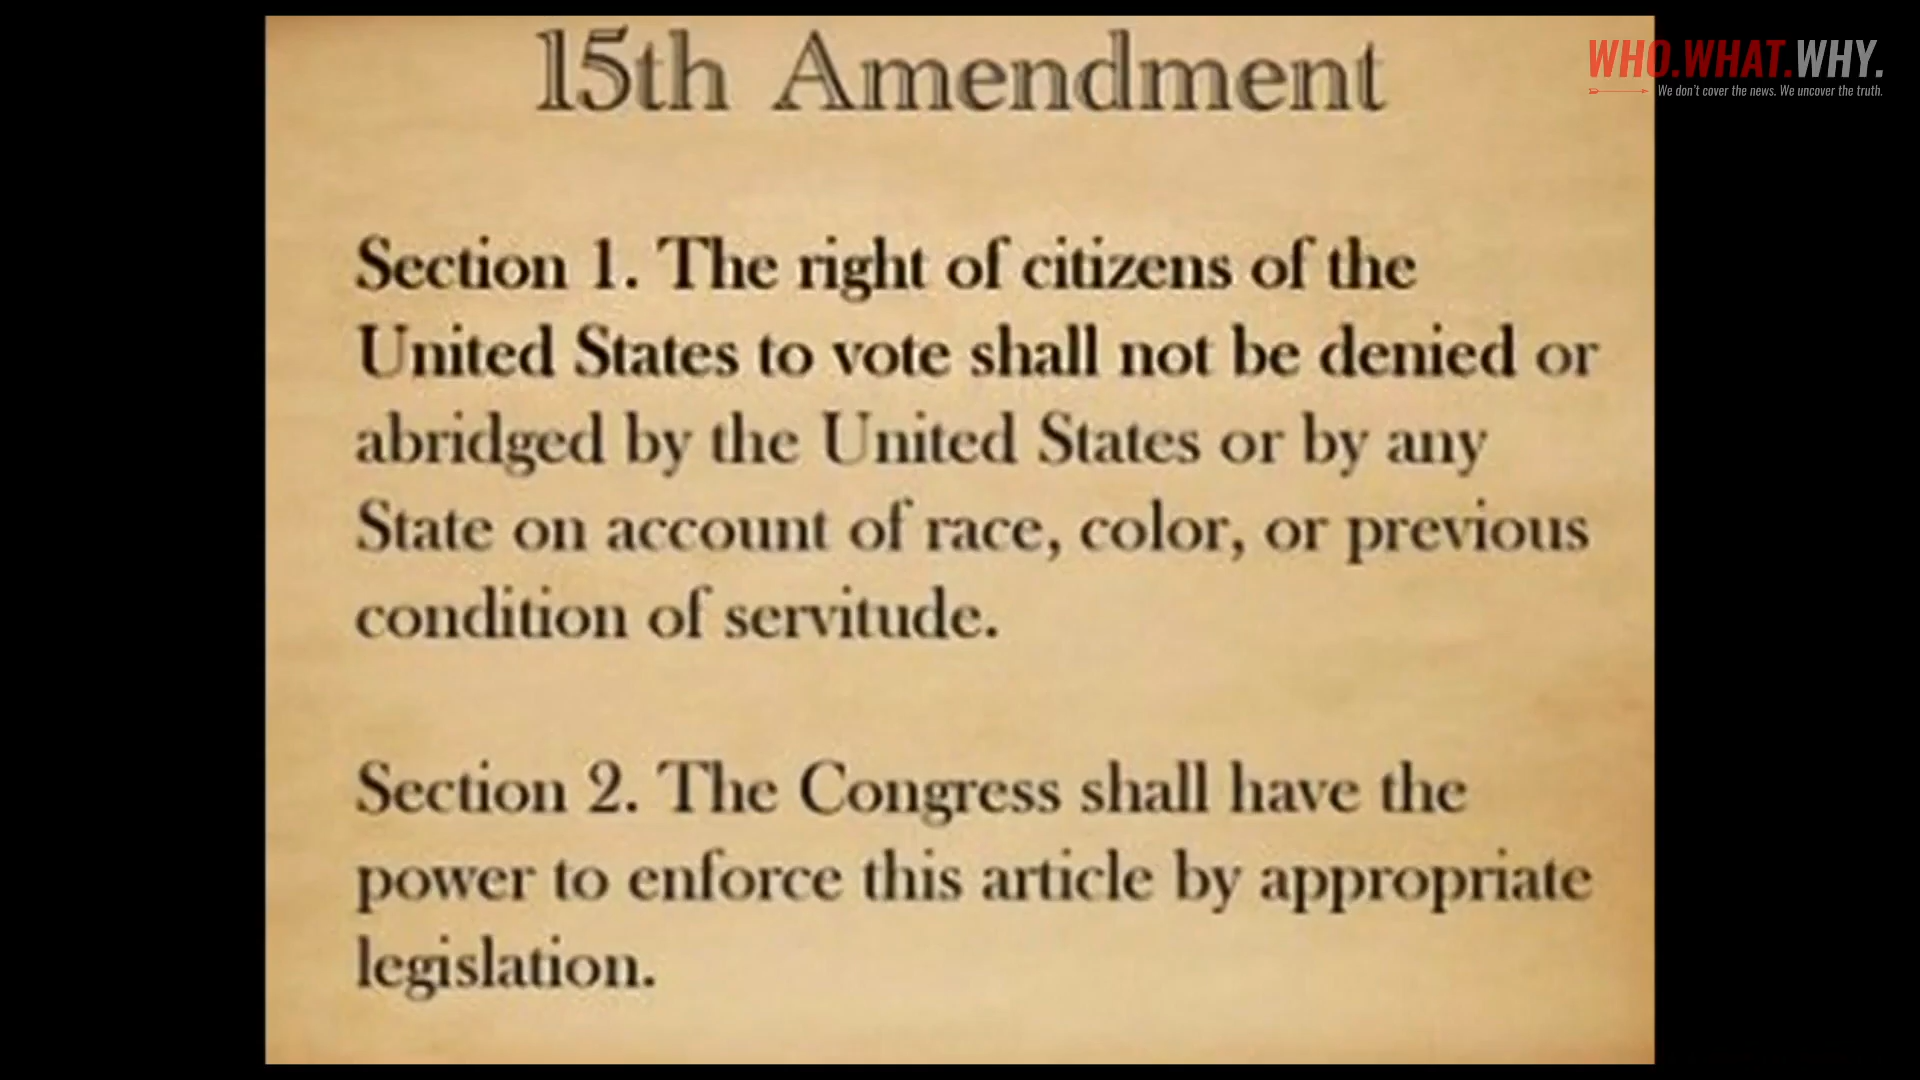 15th Amendment
WHO.WHAT.WHY.
We don't cover the news. We uncover the truth.
Section 1. The right of citizens of the
United States to vote shall not be denied or
abridged by the United States or by any
State on account of race, color, or previous
condition of servitude.
Section 2. The Congress shall have the
power to enforce this article by appropriate
legislation.